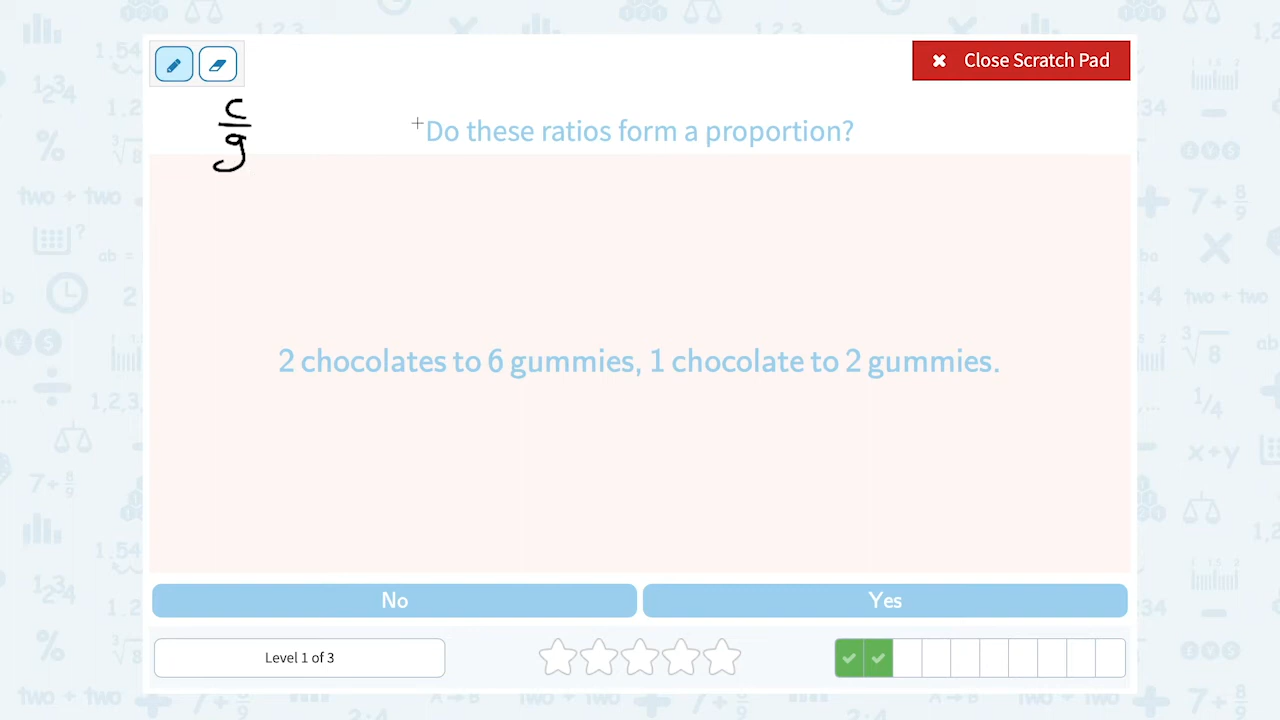 Close Scratch Pad
c
g
Do these ratios form a proportion?
2 chocolates to 6 gummies, 1 chocolate to 2 gummies.
No
Yes
Level 1 of 3